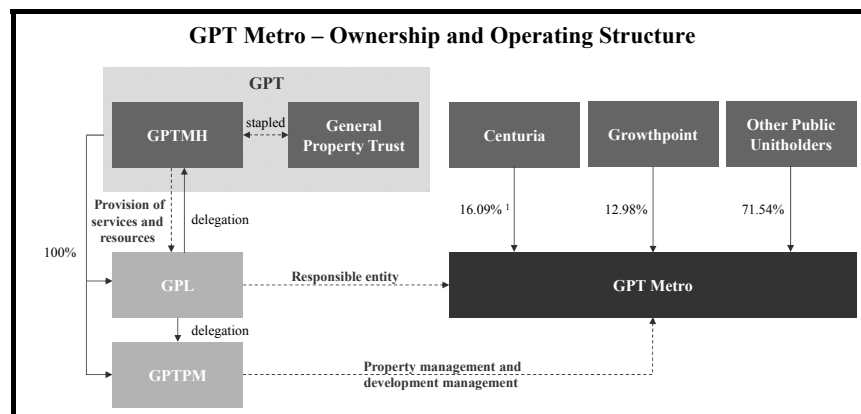 GPT Metro – Ownership and Operating Structure
GPT
GPTMH
stapled
General
Property Trust
Centuria
Growthpoint
Other Public
Unitholders
Provision of
services and
resources
delegation
16.09% 1
12.98%
71.54%
100%
GPL
Responsible entity
GPT Metro
delegation
GPTPM
Property management and
development management